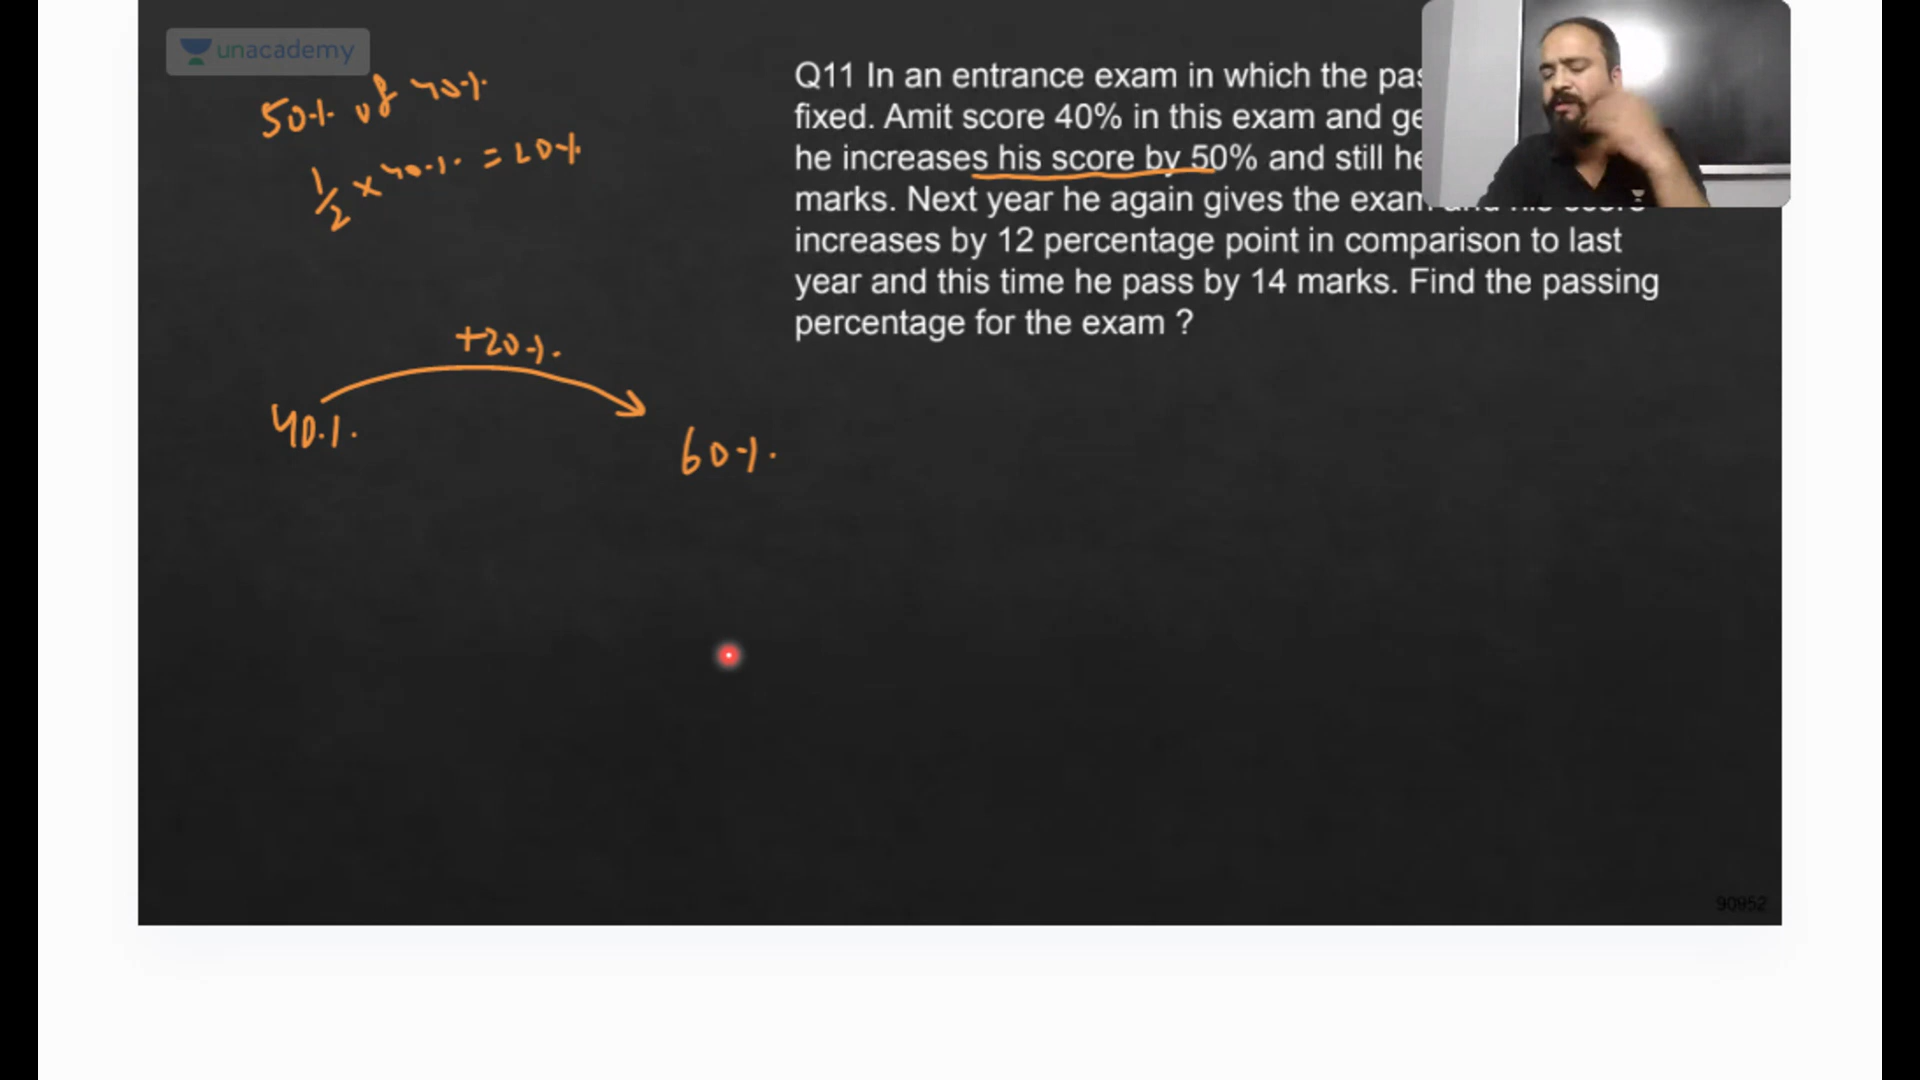 unacademy
50% of 40%
1/2 x 40% = 20%
Q11 In an entrance exam in which the
fixed. Amit score 40% in this exam and
he increases his score by 50% and still
marks. Next year he again gives the exam
increases by 12 percentage point in comparison to last
year and this time he pass by 14 marks. Find the passing
percentage for the exam ?
+20%.
40%.
60%.
90952